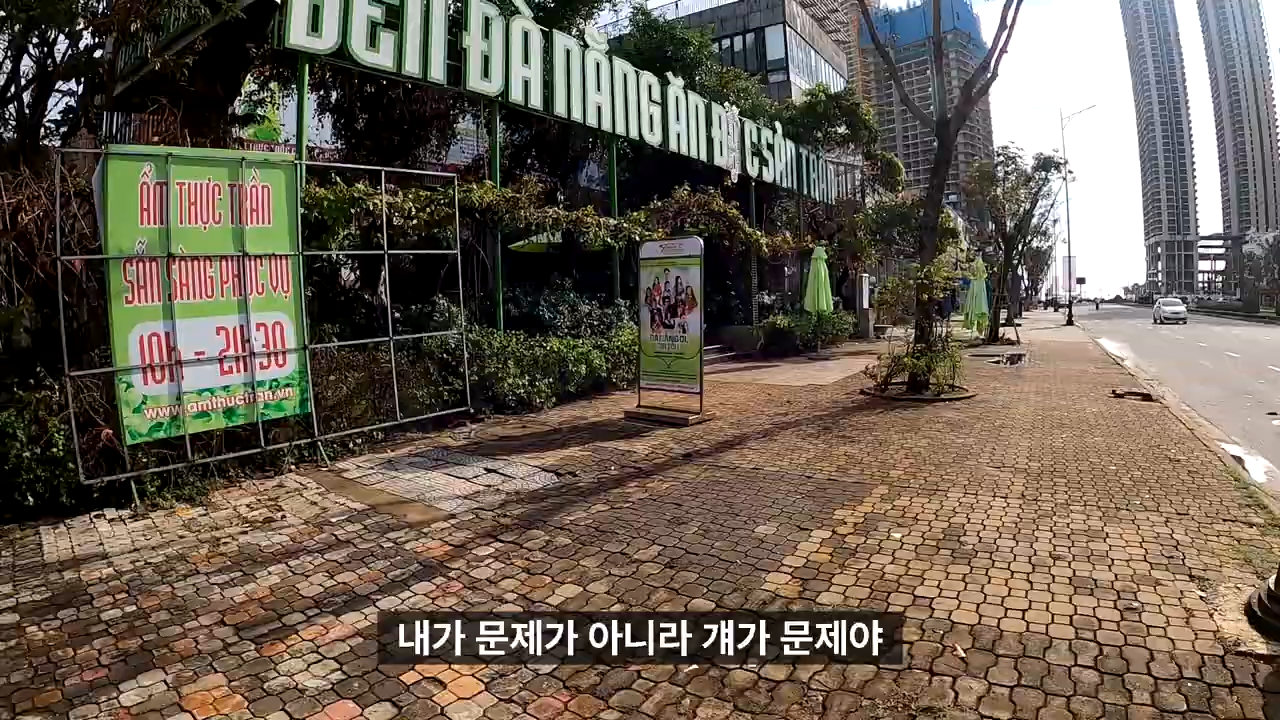 ĐẾN ĐÀ NẴNG ĂN ĐẶC SẢN TRẦN
ẨM THỰC TRẦN
SẴN SÀNG PHỤC VỤ
10h - 21h30
www.amthuctran.vn
내가 문제가 아니라 걔가 문제야